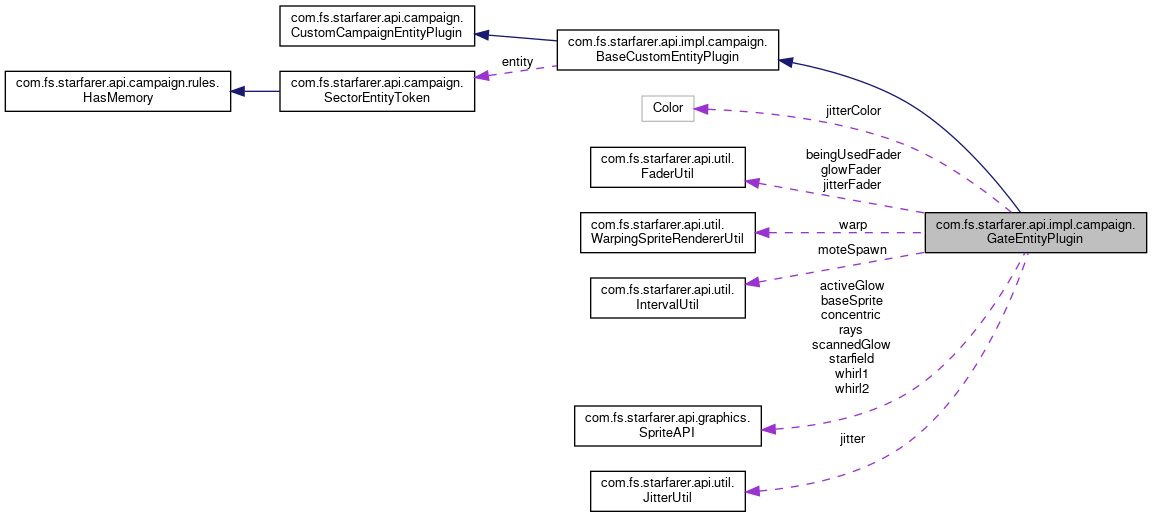 com.fs.starfarer.api.campaign.
CustomCampaignEntityPlugin
com.fs.starfarer.api.impl.campaign.
BaseCustomEntityPlugin
entity
com.fs.starfarer.api.campaign.rules.
HasMemory
com.fs.starfarer.api.campaign.
SectorEntityToken
Color
jitterColor
com.fs.starfarer.api.util.
FaderUtil
beingUsedFader
glowFader
jitterFader
com.fs.starfarer.api.util.
WarpingSpriteRendererUtil
warp
com.fs.starfarer.api.impl.campaign.
GateEntityPlugin
moteSpawn
com.fs.starfarer.api.util.
IntervalUtil
activeGlow
baseSprite
concentric
rays
scannedGlow
starfield
whirl1
whirl2
com.fs.starfarer.api.graphics.
SpriteAPI
jitter
com.fs.starfarer.api.util.
JitterUtil